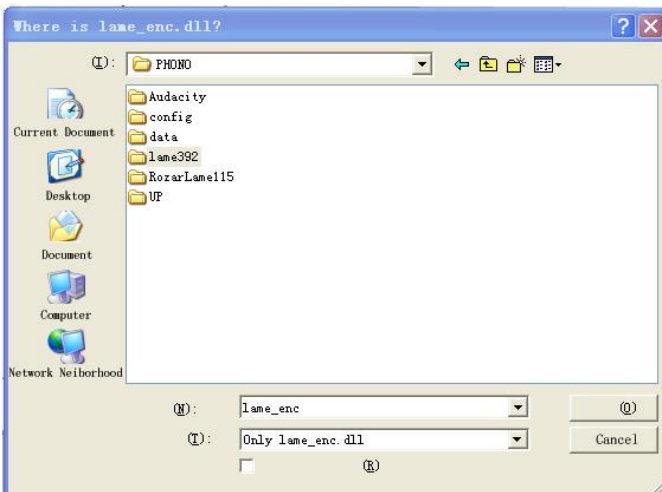 Where is lame_enc.dll?
(I): PHONO
Audacity
config
data
lame392
RozarLame115
UP
Current Document
Desktop
Document
Computer
Network Neiborhood
(N): lame_enc (O)
(T): Only lame_enc.dll Cancel
(R)